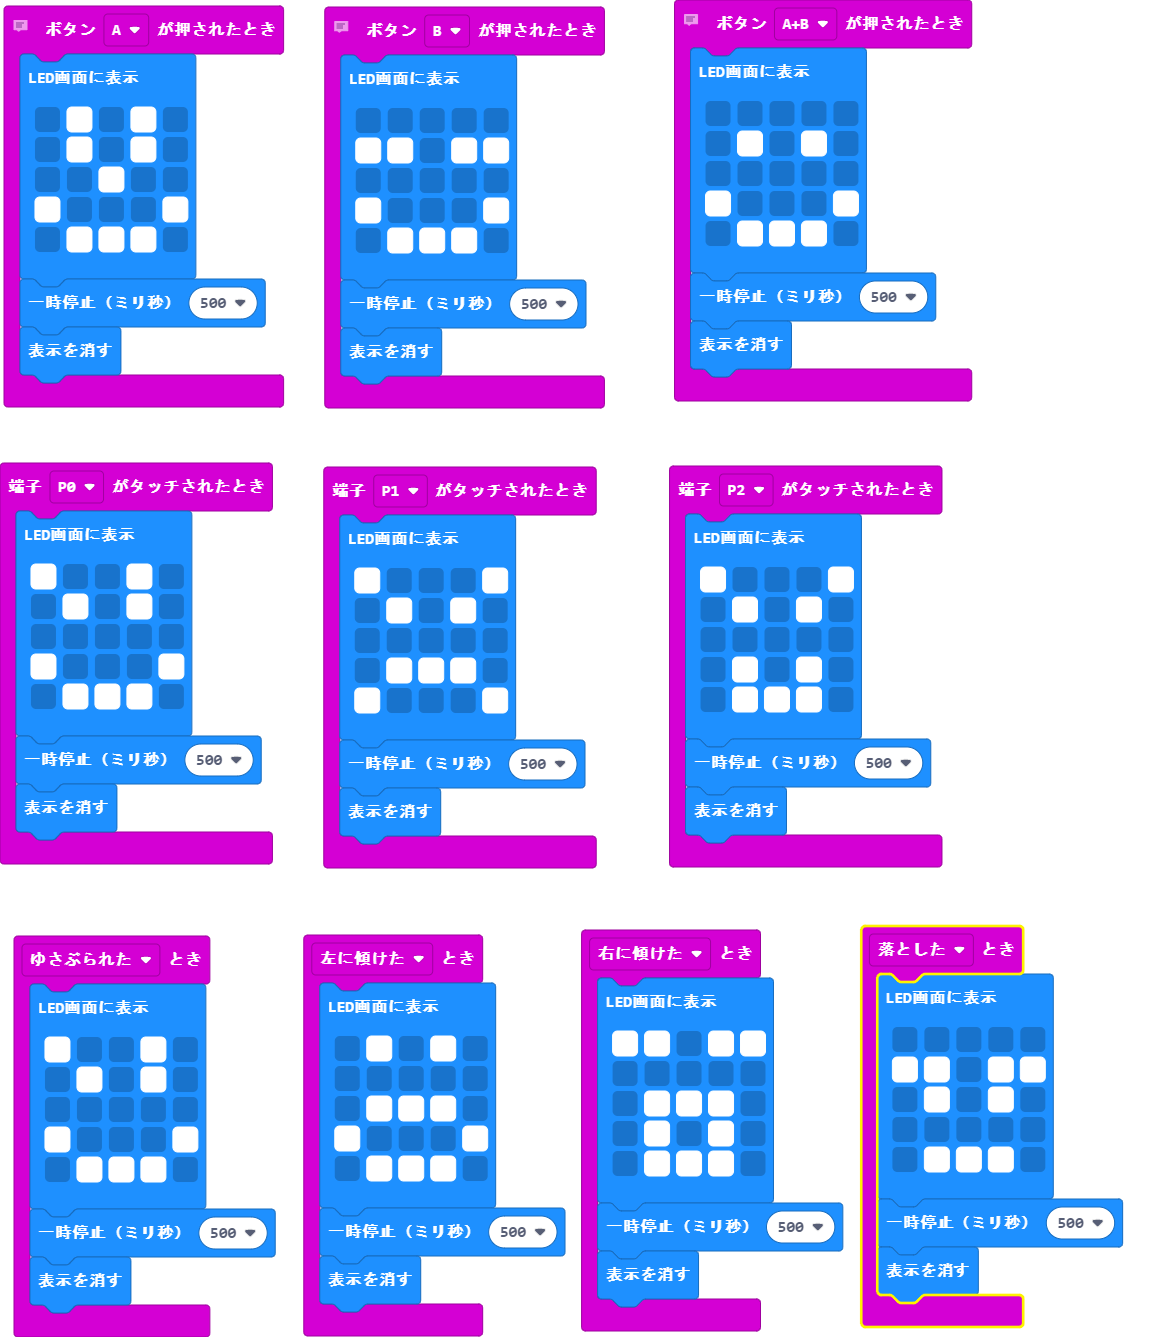 ボタン A が押されたとき
LED画面に表示
一時停止（ミリ秒） 500
表示を消す
ボタン B が押されたとき
LED画面に表示
一時停止（ミリ秒） 500
表示を消す
ボタン A+B が押されたとき
LED画面に表示
一時停止（ミリ秒） 500
表示を消す
端子 P0 がタッチされたとき
LED画面に表示
一時停止（ミリ秒） 500
表示を消す
端子 P1 がタッチされたとき
LED画面に表示
一時停止（ミリ秒） 500
表示を消す
端子 P2 がタッチされたとき
LED画面に表示
一時停止（ミリ秒） 500
表示を消す
ゆさぶられた とき
LED画面に表示
一時停止（ミリ秒） 500
表示を消す
左に傾けた とき
LED画面に表示
一時停止（ミリ秒） 500
表示を消す
右に傾けた とき
LED画面に表示
一時停止（ミリ秒） 500
表示を消す
落とした とき
LED画面に表示
一時停止（ミリ秒） 500
表示を消す